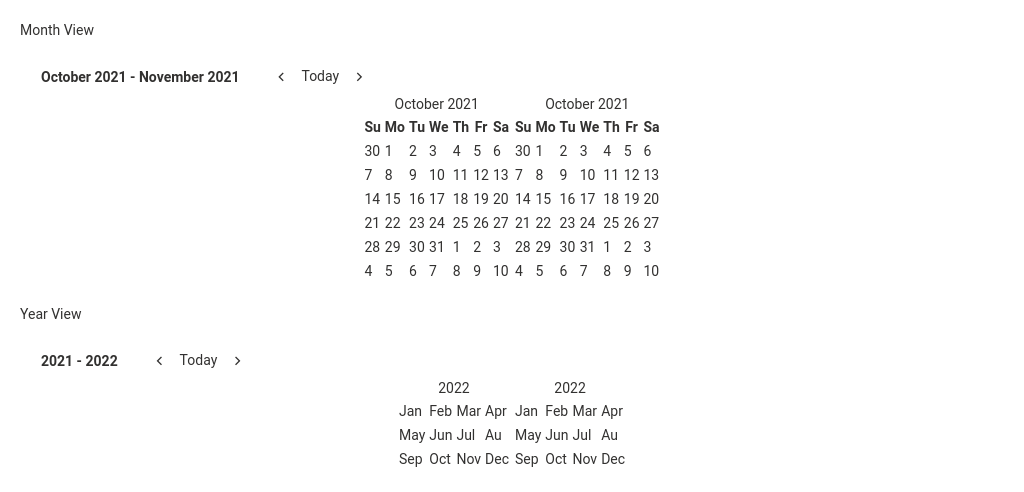 Month View
October 2021 - November 2021 Today
October 2021 October 2021
Su Mo Tu We Th Fr Sa Su Mo Tu We Th Fr Sa
30 1 2 3 4 5 6 30 1 2 3 4 5 6
7 8 9 10 11 12 13 7 8 9 10 11 12 13
14 15 16 17 18 19 20 14 15 16 17 18 19 20
21 22 23 24 25 26 27 21 22 23 24 25 26 27
28 29 30 31 1 2 3 28 29 30 31 1 2 3
4 5 6 7 8 9 10 4 5 6 7 8 9 10
Year View
2021 - 2022 Today
2022 2022
Jan Feb Mar Apr Jan Feb Mar Apr
May Jun Jul Au May Jun Jul Au
Sep Oct Nov Dec Sep Oct Nov Dec